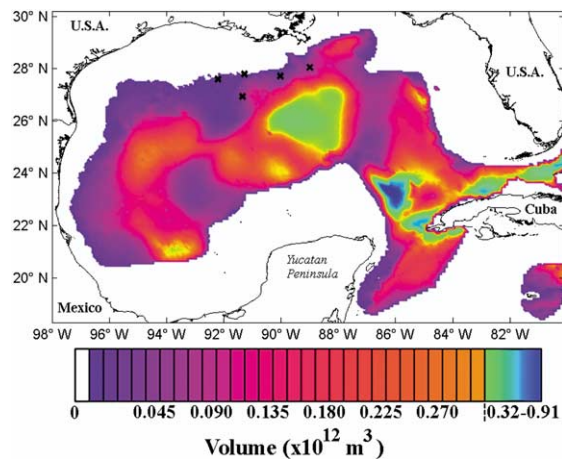 30° N
U.S.A.
28° N
U.S.A.
26° N
24° N
22° N
Cuba
20° N
Yucatan
Peninsula
Mexico
98° W 96° W 94° W 92° W 90° W 88° W 86° W 84° W 82° W
0 0.045 0.090 0.135 0.180 0.225 0.270 0.32-0.91
Volume (x10¹² m³)